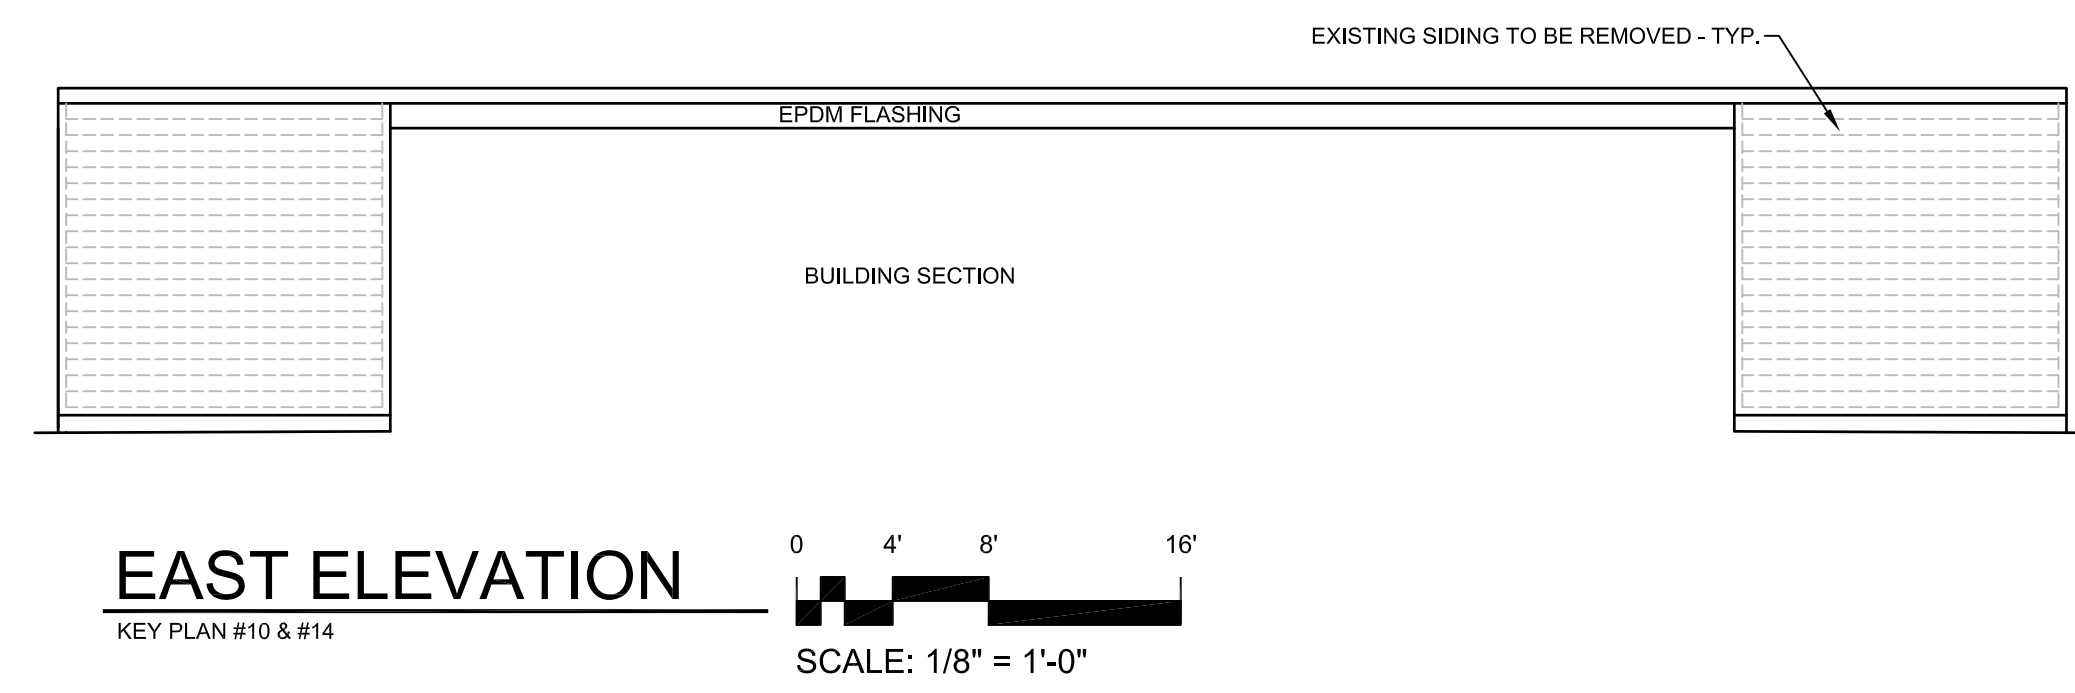 EXISTING SIDING TO BE REMOVED - TYP.
EPDM FLASHING
BUILDING SECTION
EAST ELEVATION
KEY PLAN #10 & #14
0 4' 8' 16'
SCALE: 1/8" = 1'-0"